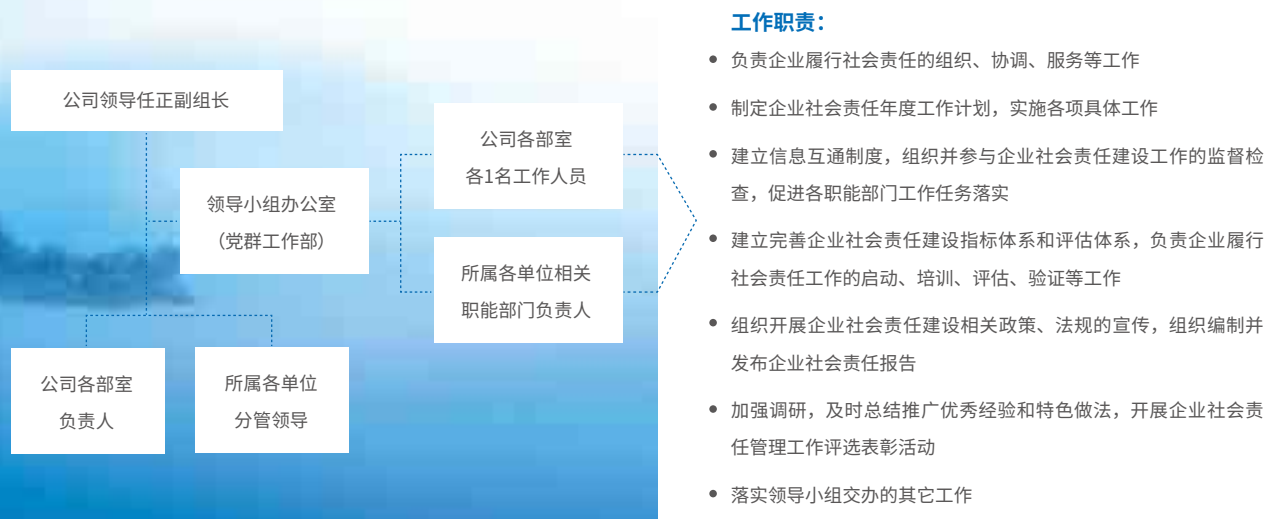 公司领导任正副组长
领导小组办公室
（党群工作部）
公司各部室
各1名工作人员
所属各单位相关
职能部门负责人
公司各部室
负责人
所属各单位
分管领导
工作职责：
• 负责企业履行社会责任的组织、协调、服务等工作
• 制定企业社会责任年度工作计划，实施各项具体工作
• 建立信息互通制度，组织并参与企业社会责任建设工作的监督检
查，促进各职能部门工作任务落实
• 建立完善企业社会责任建设指标体系和评估体系，负责企业履行
社会责任工作的启动、培训、评估、验证等工作
• 组织开展企业社会责任建设相关政策、法规的宣传，组织编制并
发布企业社会责任报告
• 加强调研，及时总结推广优秀经验和特色做法，开展企业社会责
任管理工作评选表彰活动
• 落实领导小组交办的其它工作